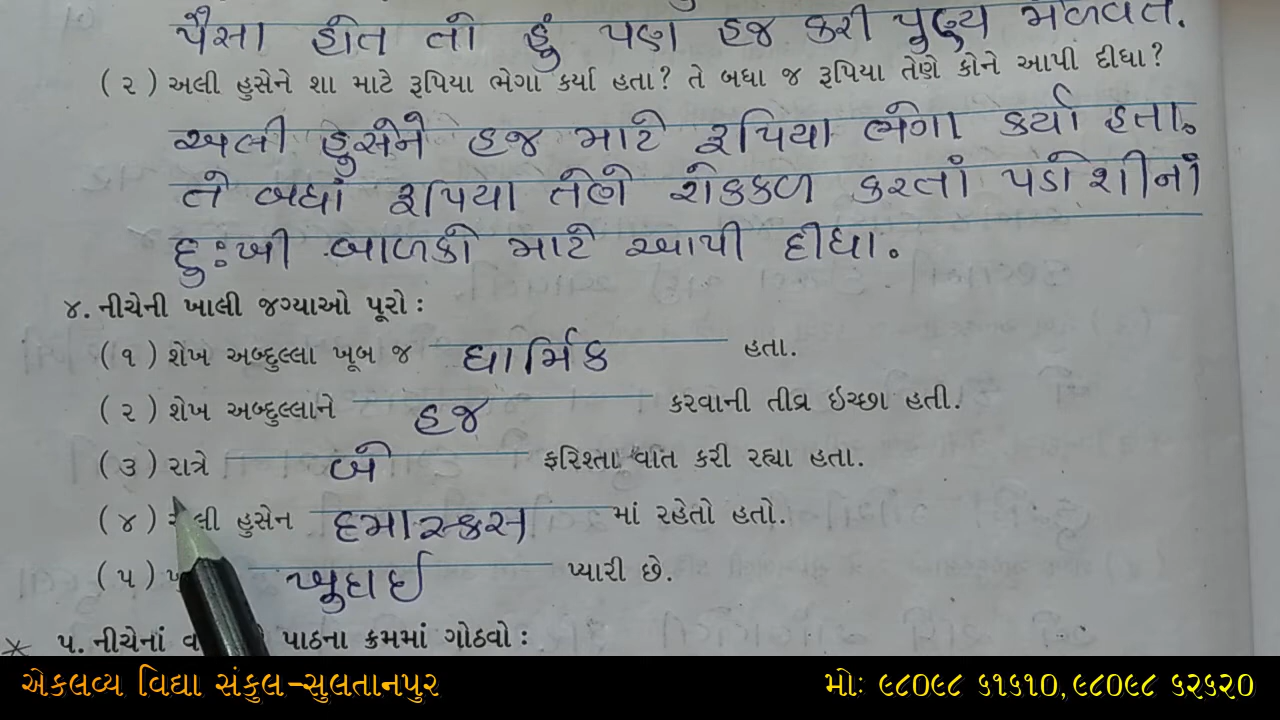 પૈસા હોત તો હું પણ હજ કરી પુણ્ય મેળવત.
(૨) અલી હુસેને શા માટે રૂપિયા ભેગા કર્યા હતા? તે બધા જ રૂપિયા તેણે કોને આપી દીધા?
અલી હુસેને હજ માટે રૂપિયા ભેગા કર્યા હતા.
તે બધાં રૂપિયા તેણે રોકકળ કરતાં પડોશીનાં
દુઃખી બાળકો માટે આપી દીધા.
૪. નીચેની ખાલી જગ્યાઓ પૂરો :
(૧) શેખ અબ્દુલ્લા ખૂબ જ ધાર્મિક હતા.
(૨) શેખ અબ્દુલ્લાને હજ કરવાની તીવ્ર ઇચ્છા હતી.
(૩) રાત્રે બે ફરિશ્તા વાત કરી રહ્યા હતા.
(૪) અલી હુસેન દમાસ્કસ માં રહેતો હતો.
(૫) ખુદાઈ પ્યારી છે.
૫. નીચેનાં પાઠના ક્રમમાં ગોઠવો :
એકલવ્ય વિદ્યા સંકુલ-સુલતાનપુર
મોઃ ૯૮૦૯૮ ૬૧૬૧૦,૯૮૦૯૮ ૬૨૬૨૦